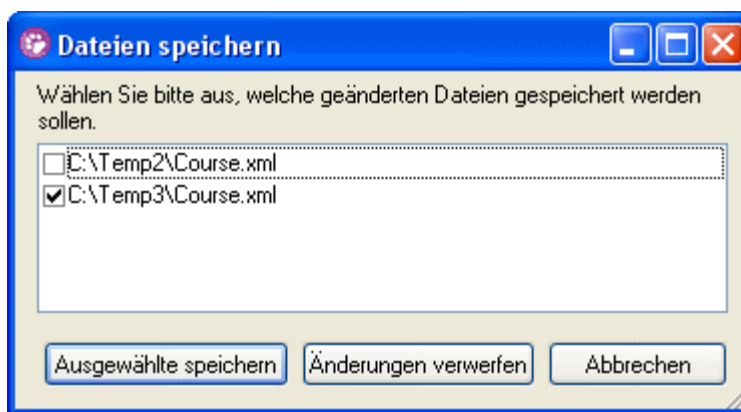 Dateien speichern
Wählen Sie bitte aus, welche geänderten Dateien gespeichert werden
sollen.
C:\Temp2\Course.xml
C:\Temp3\Course.xml
Ausgewählte speichern Änderungen verwerfen Abbrechen